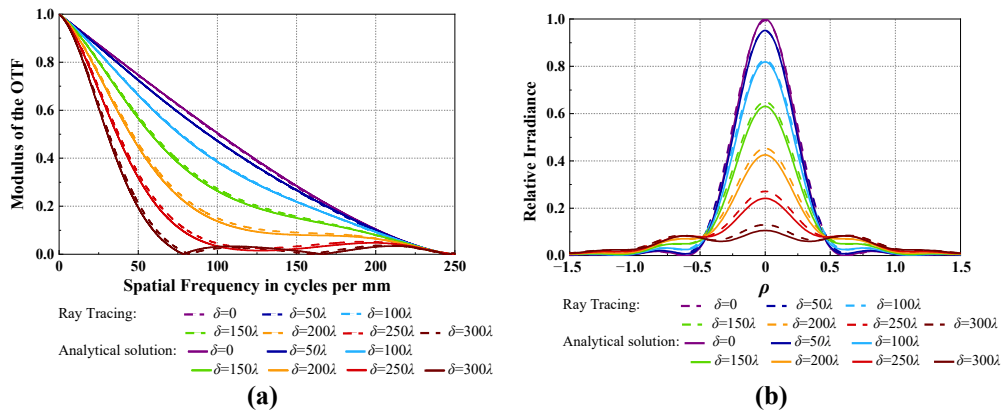 1.0
0.8
0.6
0.4
0.2
0.0
Modulus of the OTF
0 50 100 150 200 250
Spatial Frequency in cycles per mm
Ray Tracing: δ=0 δ=50λ δ=100λ
δ=150λ δ=200λ δ=250λ δ=300λ
Analytical solution: δ=0 δ=50λ δ=100λ
δ=150λ δ=200λ δ=250λ δ=300λ
(a)
1.0
0.8
0.6
0.4
0.2
0.0
Relative Irradiance
−1.5 −1.0 −0.5 0 0.5 1.0 1.5
ρ
Ray Tracing: δ=0 δ=50λ δ=100λ
δ=150λ δ=200λ δ=250λ δ=300λ
Analytical solution: δ=0 δ=50λ δ=100λ
δ=150λ δ=200λ δ=250λ δ=300λ
(b)